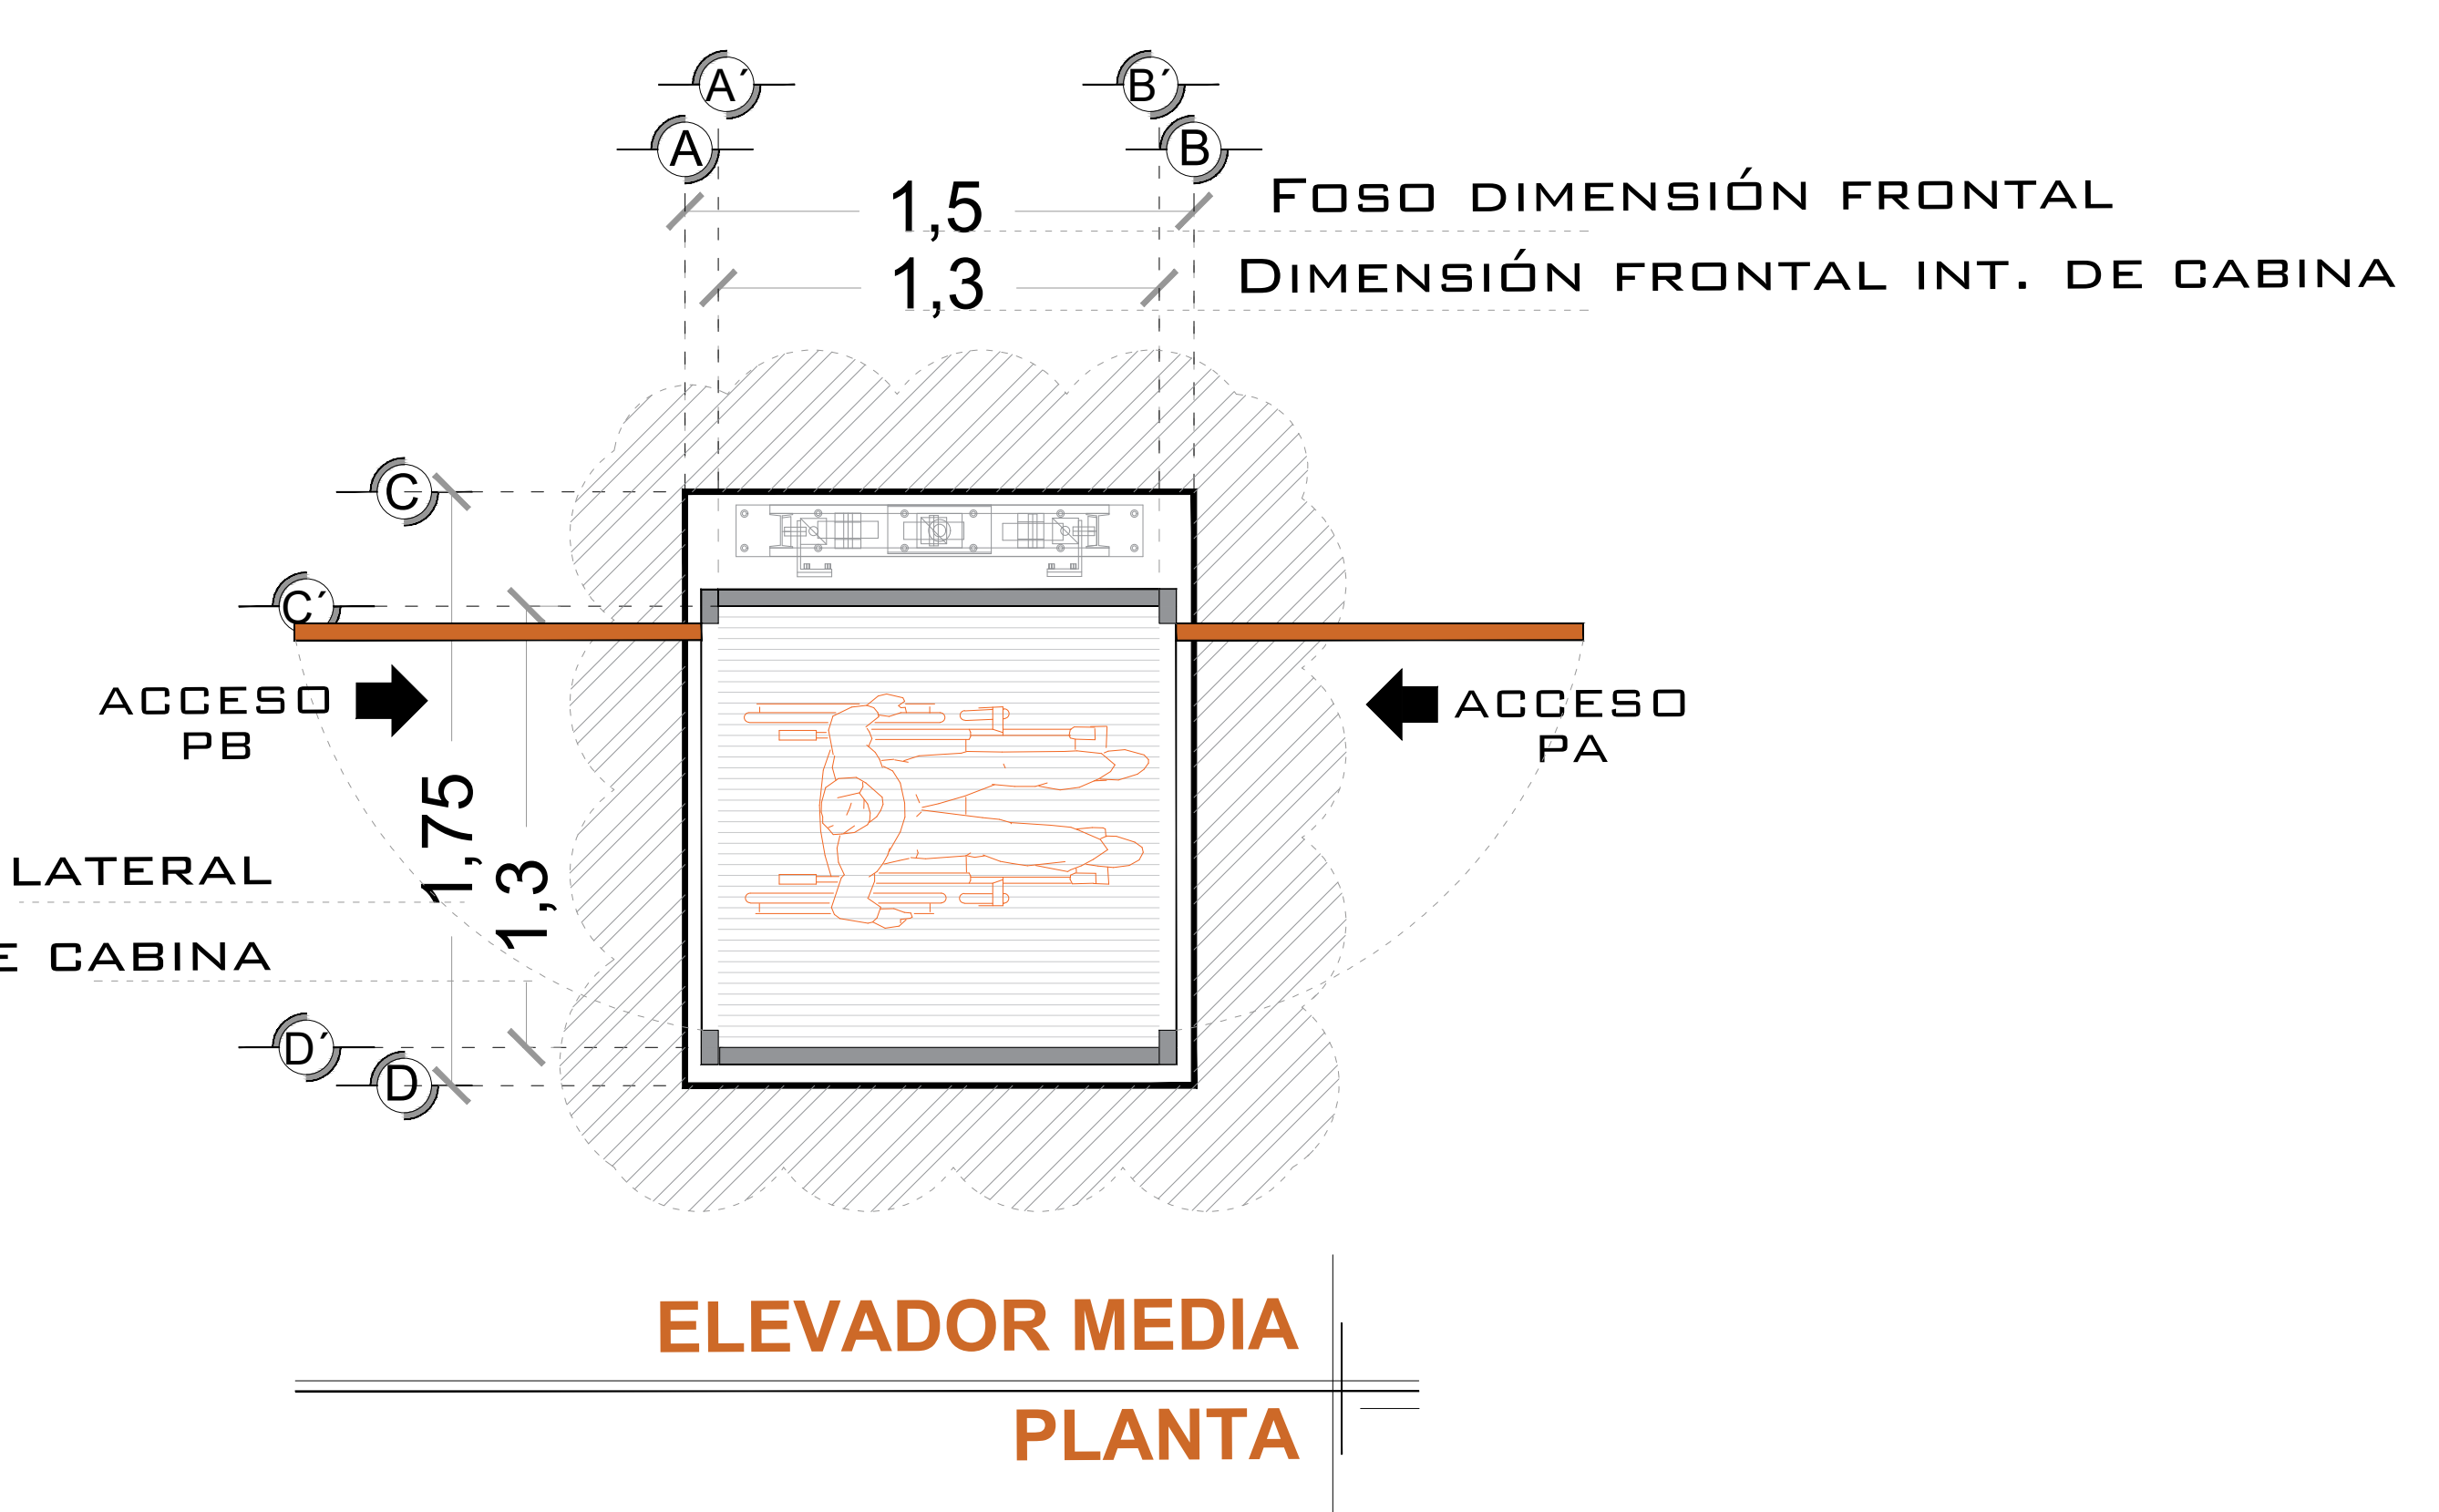 A´
B´
A
B
1,5
FOSO DIMENSIÓN FRONTAL
1,3
DIMENSIÓN FRONTAL INT. DE CABINA
C
C´
ACCESO
PB
ACCESO
PA
1,75
1,3
LATERAL
CABINA
D´
D
ELEVADOR MEDIA
PLANTA